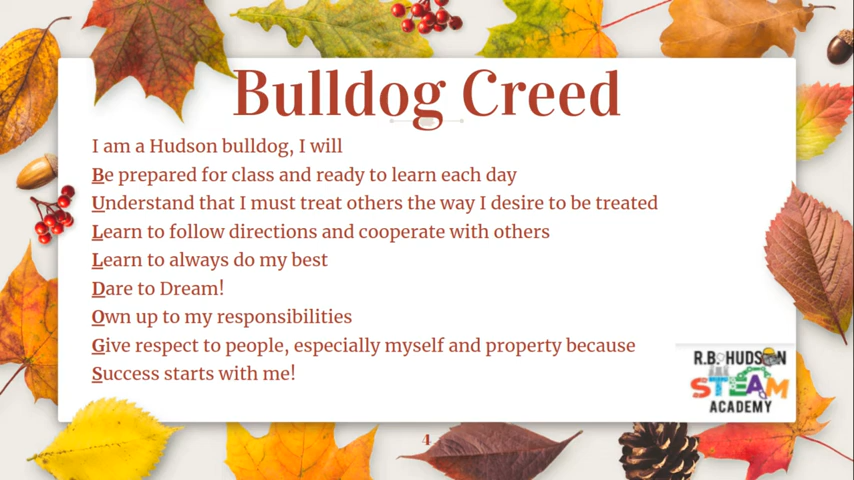 Bulldog Creed
I am a Hudson bulldog, I will
Be prepared for class and ready to learn each day
Understand that I must treat others the way I desire to be treated
Learn to follow directions and cooperate with others
Learn to always do my best
Dare to Dream!
Own up to my responsibilities
Give respect to people, especially myself and property because
Success starts with me!
R.B. HUDSON
STEAM
ACADEMY
4